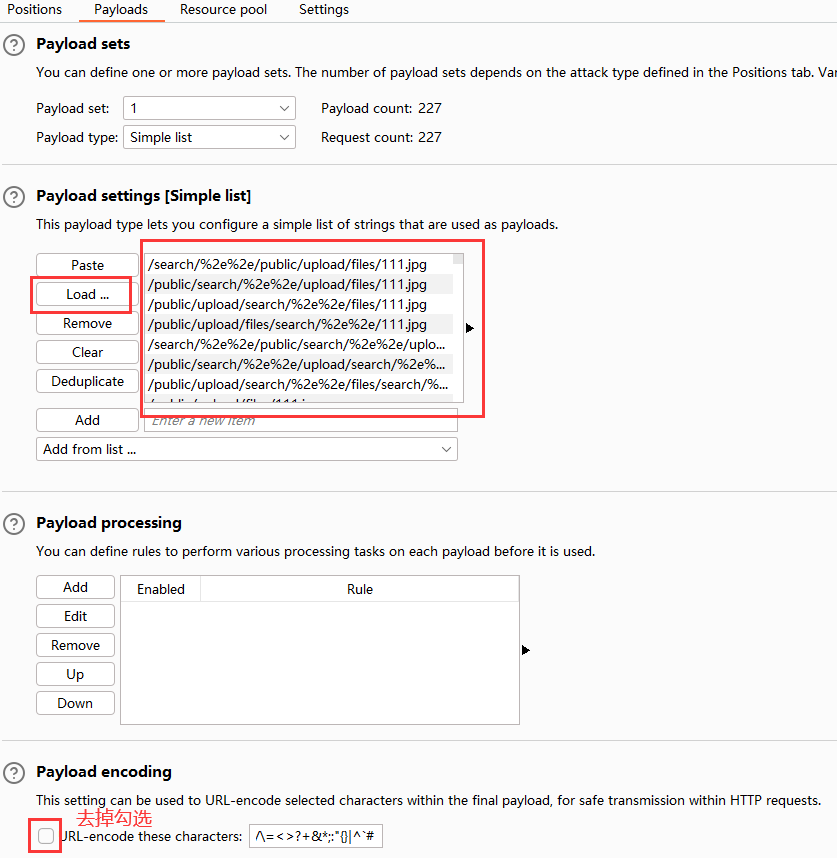 Positions Payloads Resource pool Settings
Payload sets
You can define one or more payload sets. The number of payload sets depends on the attack type defined in the Positions tab. Var
Payload set: 1 Payload count: 227
Payload type: Simple list Request count: 227
Payload settings [Simple list]
This payload type lets you configure a simple list of strings that are used as payloads.
Paste
Load ...
Remove
Clear
Deduplicate
/search/%2e%2e/public/upload/files/111.jpg
/public/search/%2e%2e/upload/files/111.jpg
/public/upload/search/%2e%2e/files/111.jpg
/public/upload/files/search/%2e%2e/111.jpg
/search/%2e%2e/public/search/%2e%2e/uplo...
/public/search/%2e%2e/upload/search/%2e%...
/public/upload/search/%2e%2e/files/search/%...
Add Enter a new item
Add from list ...
Payload processing
You can define rules to perform various processing tasks on each payload before it is used.
Add
Edit
Remove
Up
Down
Enabled Rule
Payload encoding
This setting can be used to URL-encode selected characters within the final payload, for safe transmission within HTTP requests.
去掉勾选
URL-encode these characters: /\=<>?+&*;:"{}|^`#